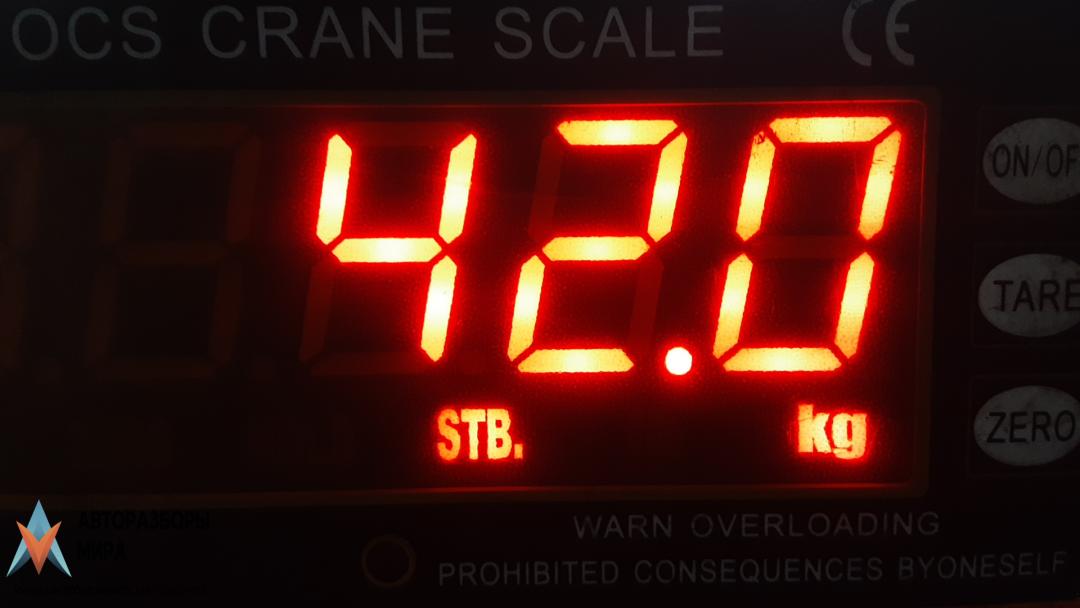 OCS CRANE SCALE CE
42.0
STB. kg
ON/OF
TARE
ZERO
WARN OVERLOADING
PROHIBITED CONSEQUENCES BYONESELF
АВТОРАЗБОРЫ
МИРА